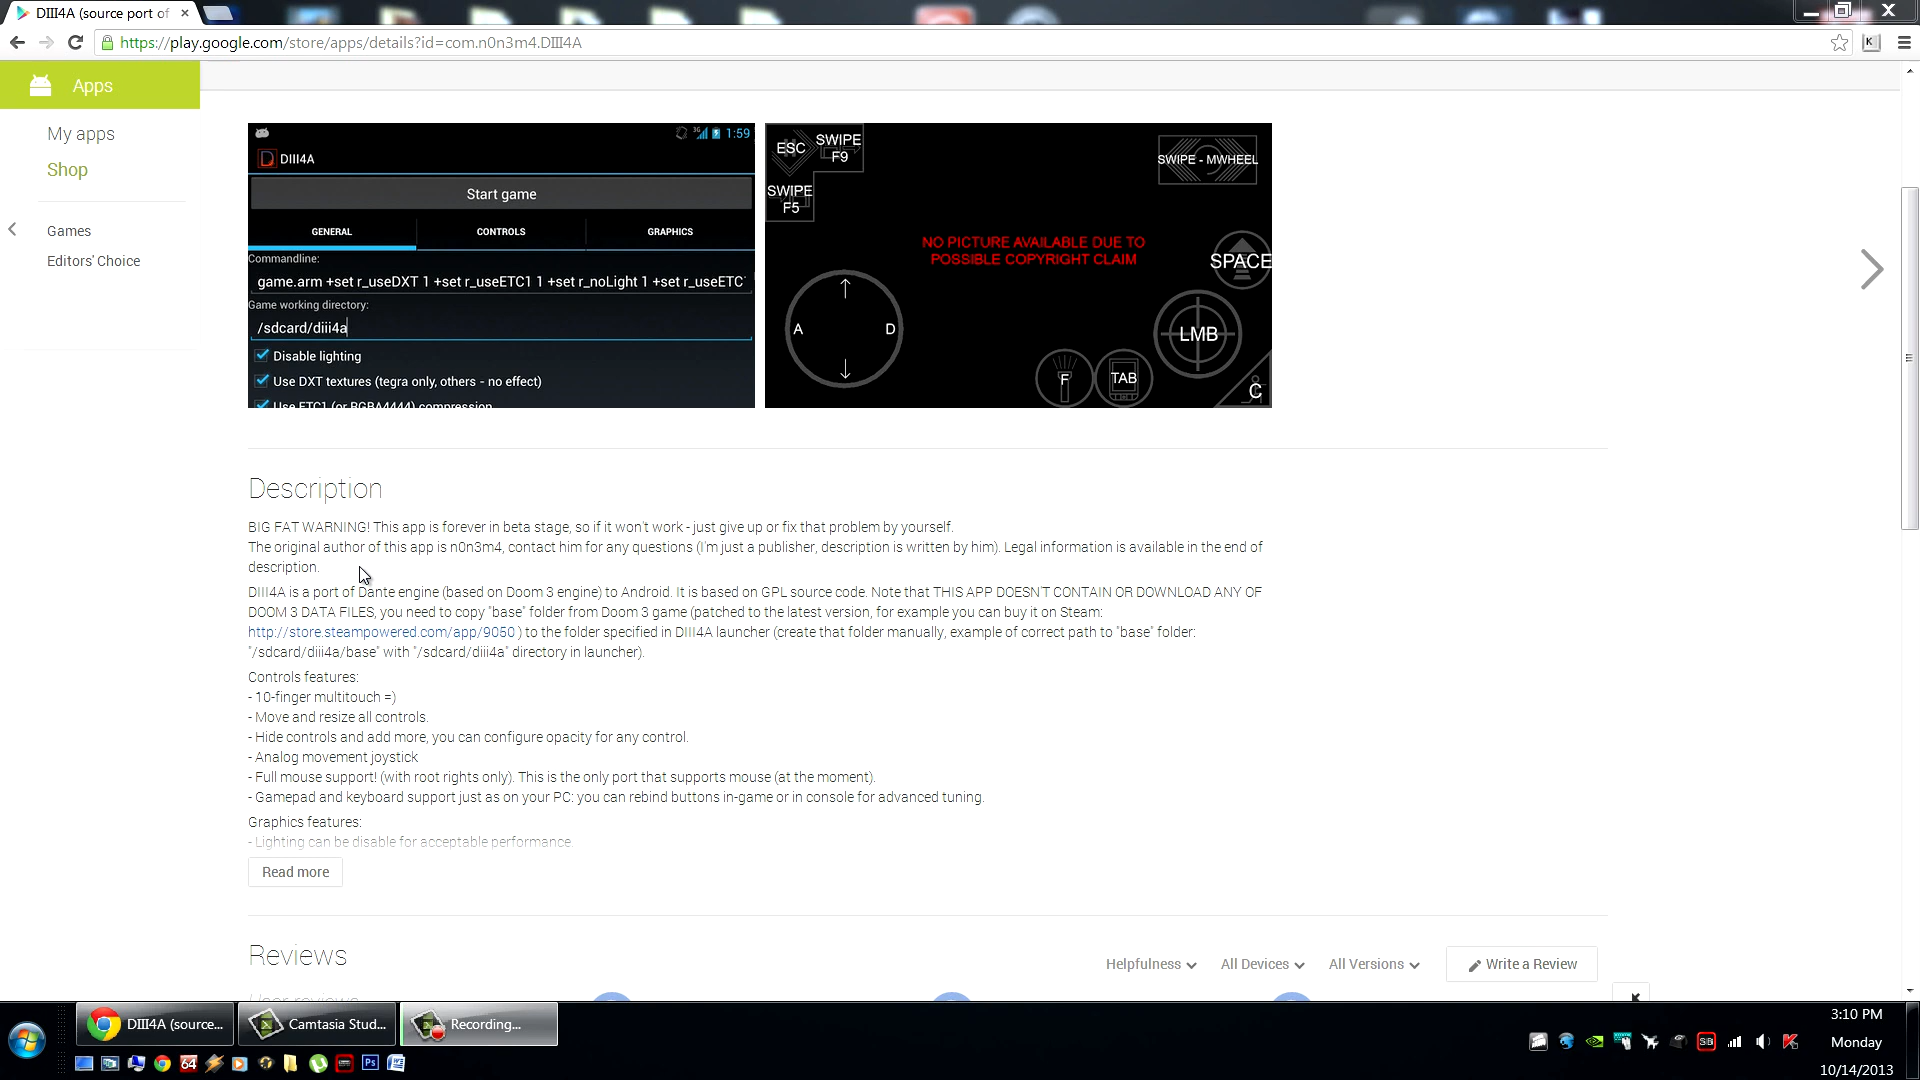 DIII4A (source port of
https://play.google.com/store/apps/details?id=com.n0n3m4.DIII4A
Apps
My apps
Shop
Games
Editors' Choice
3G 1:59
DIII4A
Start game
GENERAL CONTROLS GRAPHICS
Commandline:
game.arm +set r_useDXT 1 +set r_useETC1 1 +set r_noLight 1 +set r_useETC
Game working directory:
/sdcard/diii4a
Disable lighting
Use DXT textures (tegra only, others - no effect)
Use ETC1 (or RGBA4444) compression
ESC SWIPE F9
SWIPE F5
SWIPE - MWHEEL
NO PICTURE AVAILABLE DUE TO
POSSIBLE COPYRIGHT CLAIM
SPACE
A D
LMB
F TAB C
Description
BIG FAT WARNING! This app is forever in beta stage, so if it won't work - just give up or fix that problem by yourself.
The original author of this app is n0n3m4, contact him for any questions (I'm just a publisher, description is written by him). Legal information is available in the end of
description.
DIII4A is a port of Dante engine (based on Doom 3 engine) to Android. It is based on GPL source code. Note that THIS APP DOESN'T CONTAIN OR DOWNLOAD ANY OF
DOOM 3 DATA FILES, you need to copy "base" folder from Doom 3 game (patched to the latest version, for example you can buy it on Steam:
http://store.steampowered.com/app/9050 ) to the folder specified in DIII4A launcher (create that folder manually, example of correct path to "base" folder:
"/sdcard/diii4a/base" with "/sdcard/diii4a" directory in launcher).
Controls features:
- 10-finger multitouch =)
- Move and resize all controls.
- Hide controls and add more, you can configure opacity for any control.
- Analog movement joystick
- Full mouse support! (with root rights only). This is the only port that supports mouse (at the moment).
- Gamepad and keyboard support just as on your PC: you can rebind buttons in-game or in console for advanced tuning.
Graphics features:
- Lighting can be disable for acceptable performance.
Read more
Reviews
Helpfulness All Devices All Versions Write a Review
User reviews
DIII4A (source... Camtasia Stud... Recording...
3:10 PM
Monday
10/14/2013
64
Ps